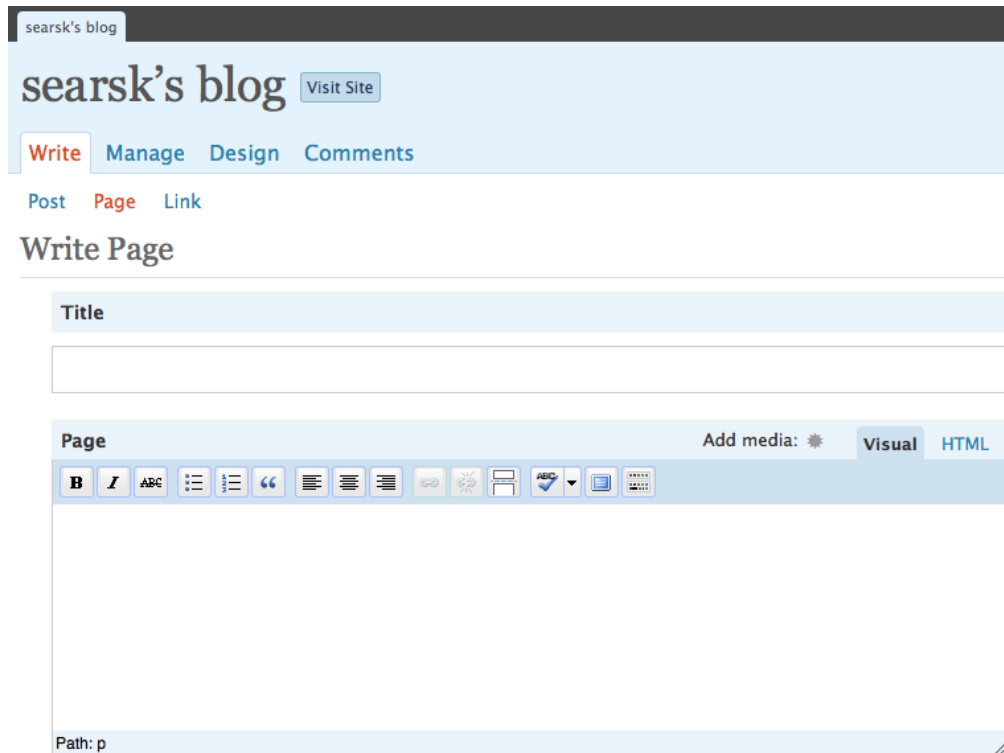 searsk's blog
searsk's blog Visit Site
Write Manage Design Comments
Post Page Link
Write Page
Title
Page Add media: Visual HTML
B I ABC ABC
Path: p